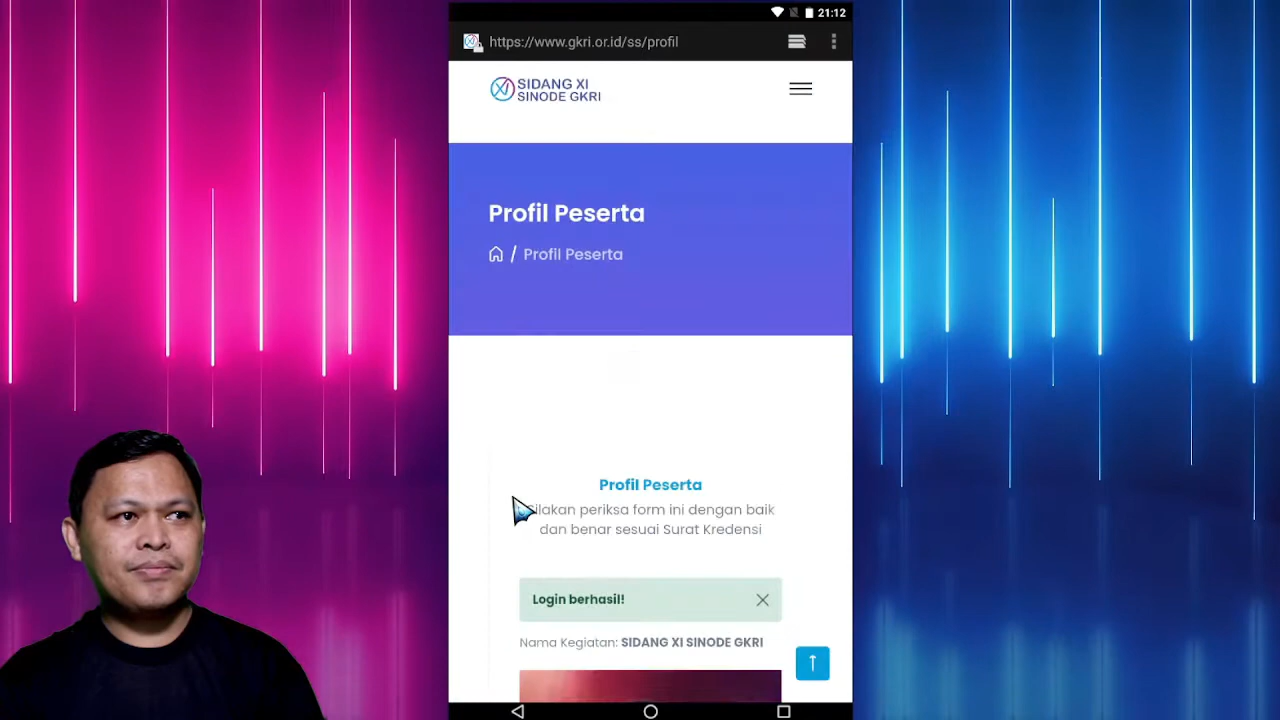 21:12
https://www.gkri.or.id/ss/profil
SIDANG XI
SINODE GKRI
Profil Peserta
/ Profil Peserta
Profil Peserta
ilakan periksa form ini dengan baik
dan benar sesuai Surat Kredensi
Login berhasil!
Nama Kegiatan: SIDANG XI SINODE GKRI